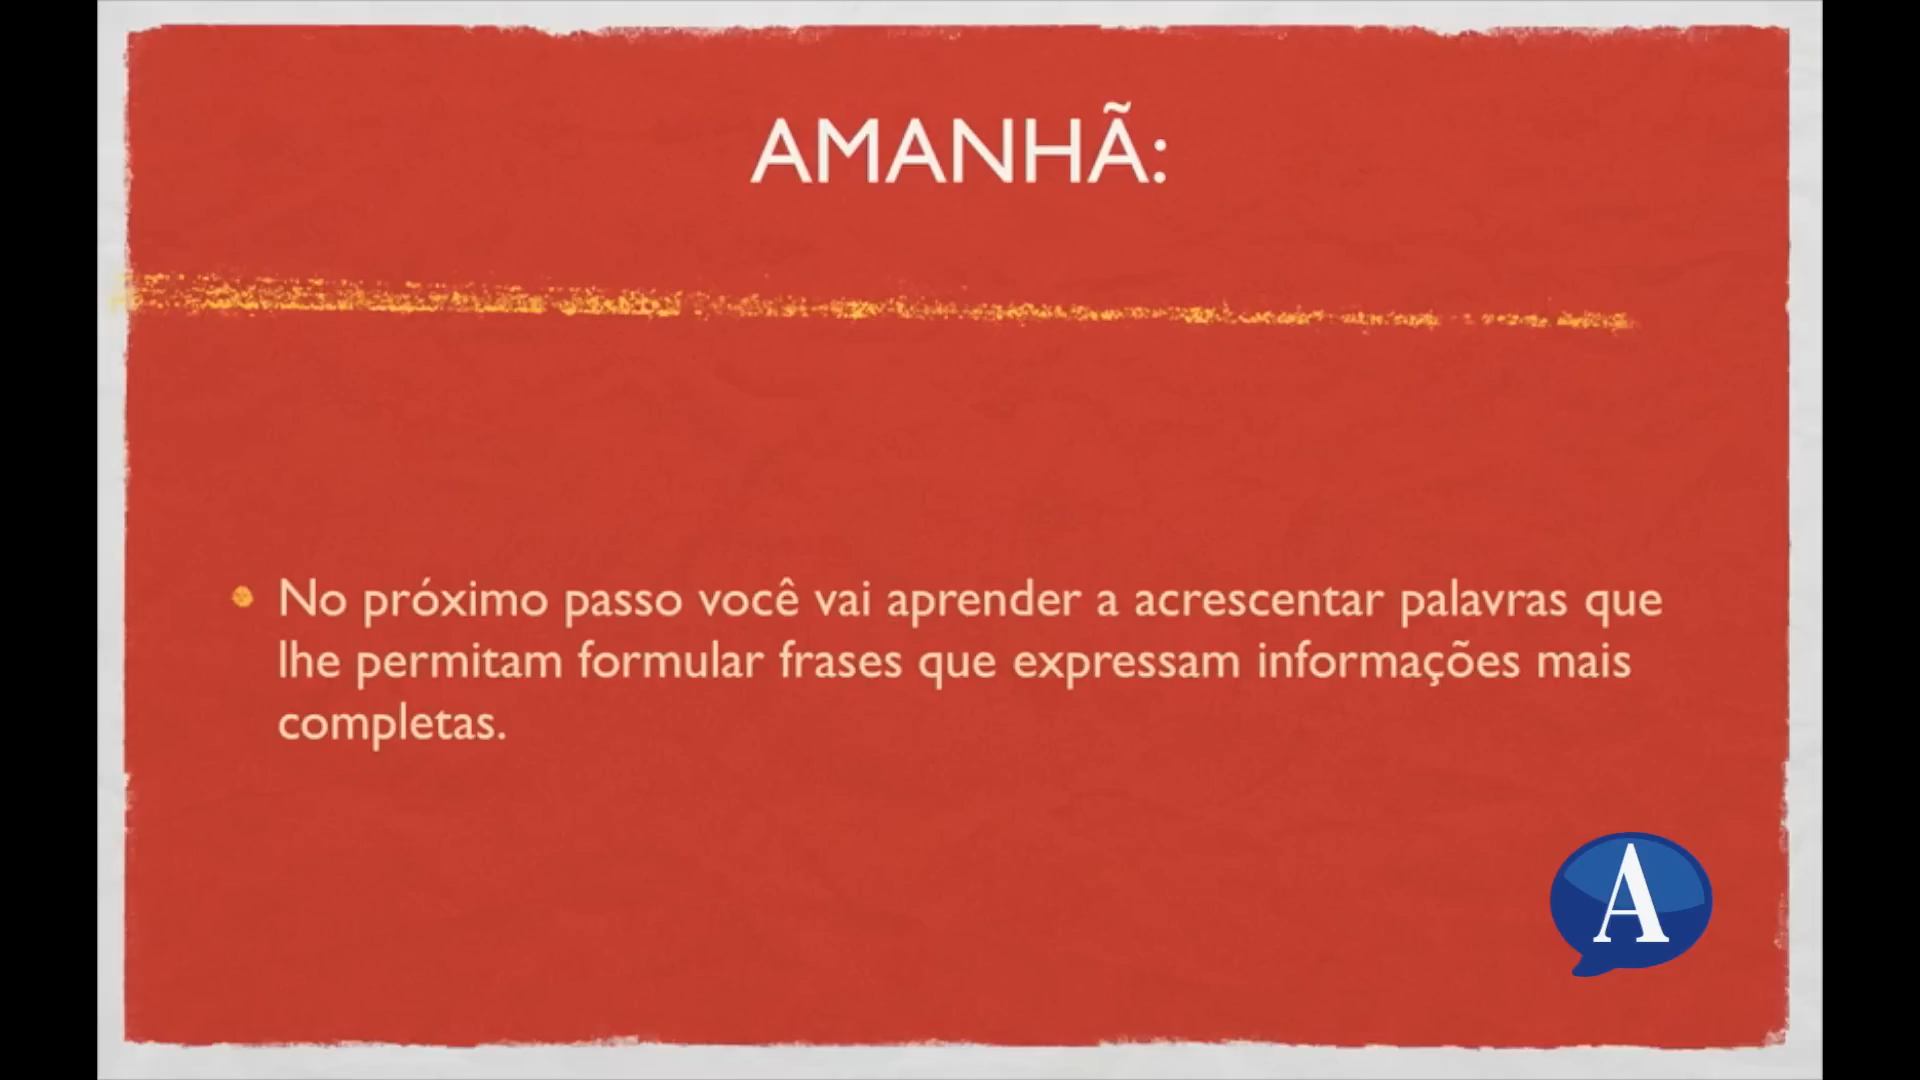 AMANHÃ:
• No próximo passo você vai aprender a acrescentar palavras que
lhe permitam formular frases que expressam informações mais
completas.
A